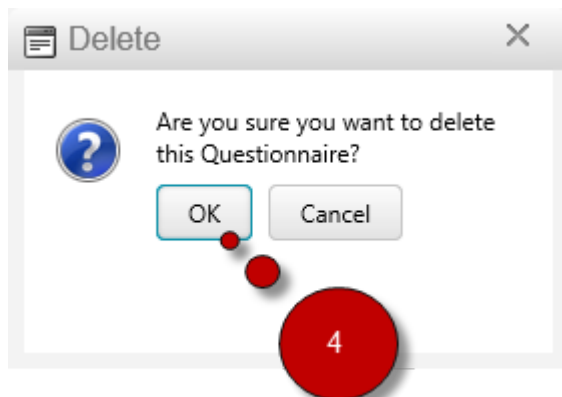 Delete
Are you sure you want to delete
this Questionnaire?
OK Cancel
4